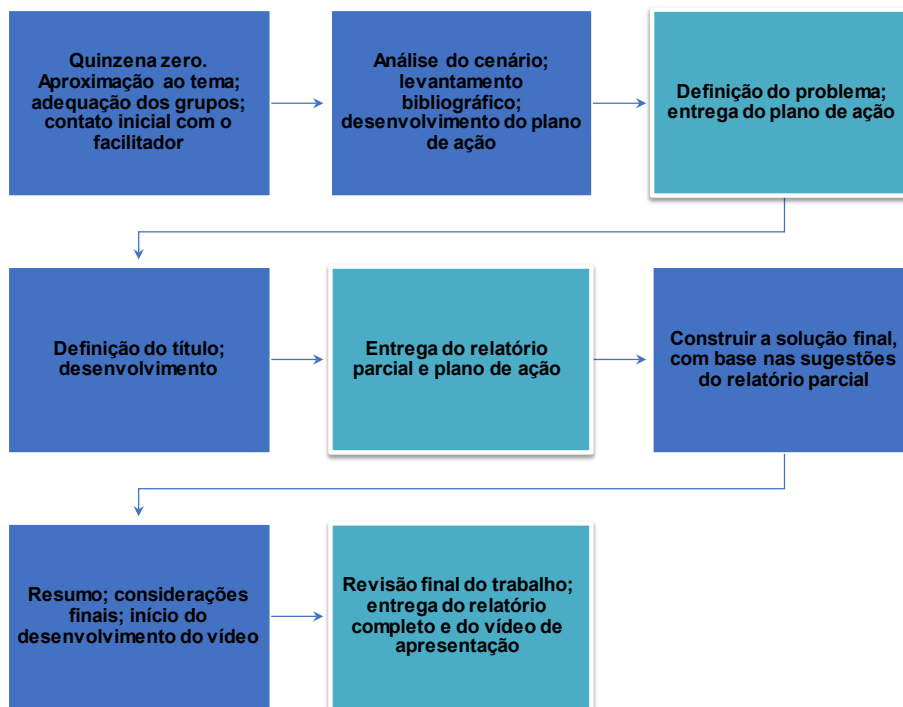 Quinzena zero.
Aproximação ao tema;
adequação dos grupos;
contato inicial com o
facilitador
Análise do cenário;
levantamento
bibliográfico;
desenvolvimento do plano
de ação
Definição do problema;
entrega do plano de ação
Definição do título;
desenvolvimento
Entrega do relatório
parcial e plano de ação
Construir a solução final,
com base nas sugestões
do relatório parcial
Resumo; considerações
finais; início do
desenvolvimento do vídeo
Revisão final do trabalho;
entrega do relatório
completo e do vídeo de
apresentação